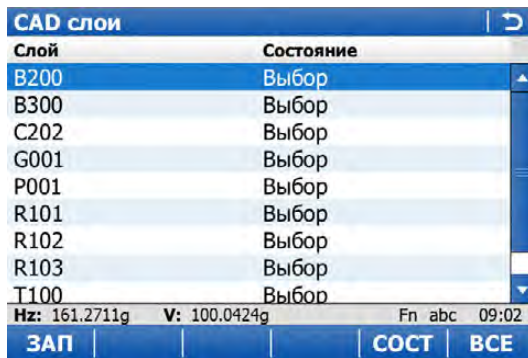 CAD слои
Слой Состояние
B200 Выбор
B300 Выбор
C202 Выбор
G001 Выбор
P001 Выбор
R101 Выбор
R102 Выбор
R103 Выбор
T100 Выбор
Hz: 161.2711g V: 100.0424g Fn abc 09:02
ЗАП СОСТ ВСЕ